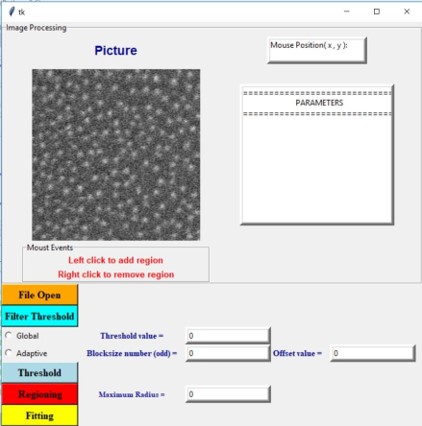 tk
Image Processing
Picture
Mouse Position( x , y ):
PARAMETERS
Moust Events
Left click to add region
Right click to remove region
File Open
Filter Threshold
Global
Threshold value =
0
Adaptive
Blocksize number (odd) =
0
Offset value =
0
Threshold
Regioning
Maximum Radius =
0
Fitting